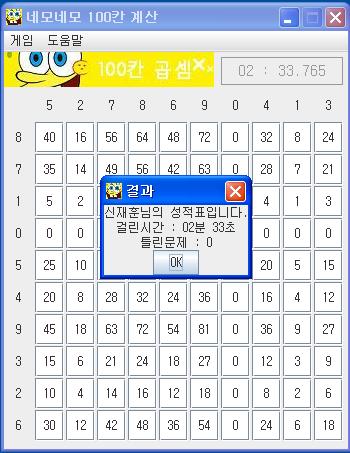 네모네모 100칸 계산
게임 도움말
100칸 곱셈 ××
02 : 33.765
5 2 7 8 6 9 0 4 1 3
8 40 16 56 64 48 72 0 32 8 24
7 35 14 49 56 42 63 0 28 7 21
결과
1 5 2 4 1 3
신재훈님의 성적표입니다.
걸린시간 : 02분 33초
0 0 0 0 0 0
틀린문제 : 0
OK
5 25 10 20 5 15
4 20 8 28 32 24 36 0 16 4 12
9 45 18 63 72 54 81 0 36 9 27
3 15 6 21 24 18 27 0 12 3 9
2 10 4 14 16 12 18 0 8 2 6
6 30 12 42 48 36 54 0 24 6 18